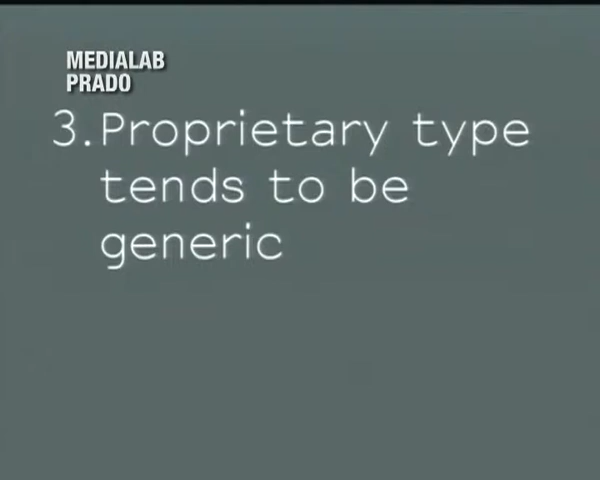 MEDIALAB
PRADO
3. Proprietary type
tends to be
generic